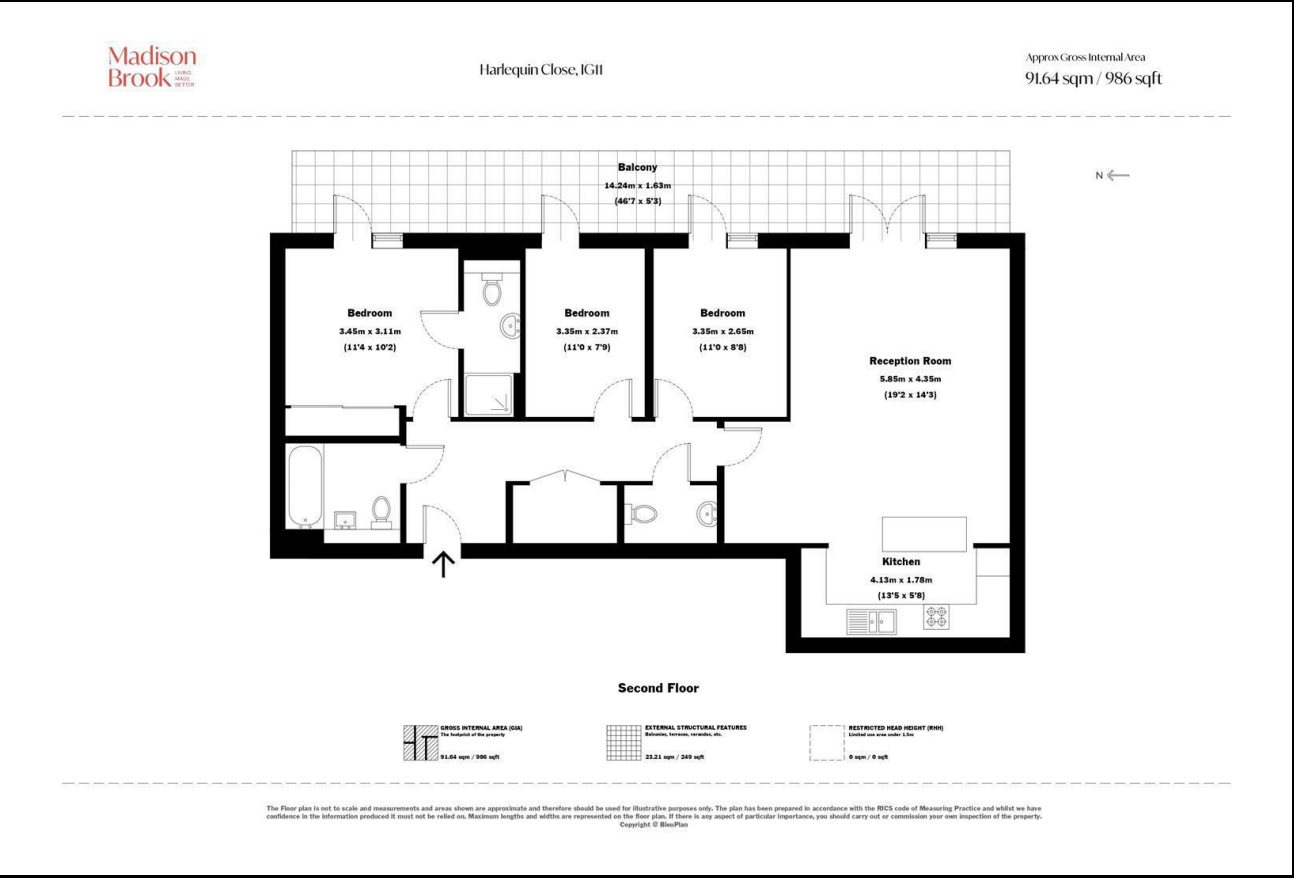 Madison
Brook LIVING MADE BETTER
Harlequin Close, IG11
Approx Gross Internal Area
91.64 sqm / 986 sqft
Balcony
14.24m x 1.63m
(46'7 x 5'3)
N
Bedroom
3.45m x 3.11m
(11'4 x 10'2)
Bedroom
3.35m x 2.37m
(11'0 x 7'9)
Bedroom
3.35m x 2.65m
(11'0 x 8'8)
Reception Room
5.85m x 4.35m
(19'2 x 14'3)
Kitchen
4.13m x 1.78m
(13'5 x 5'8)
Second Floor
GROSS INTERNAL AREA (GIA)
The footprint of the property
91.64 sqm / 986 sqft
EXTERNAL STRUCTURAL FEATURES
Balconies, terraces, verandas, etc.
23.21 sqm / 249 sqft
RESTRICTED HEAD HEIGHT (RHH)
Limited use area under 1.5m
0 sqm / 0 sqft
The Floor plan is not to scale and measurements and areas shown are approximate and therefore should be used for illustrative purposes only. The plan has been prepared in accordance with the RICS code of Measuring Practice and whilst we have
confidence in the information produced it must not be relied on. Maximum lengths and widths are represented on the floor plan. If there is any aspect of particular importance, you should carry out or commission your own inspection of the property.
Copyright @ BleuPlan